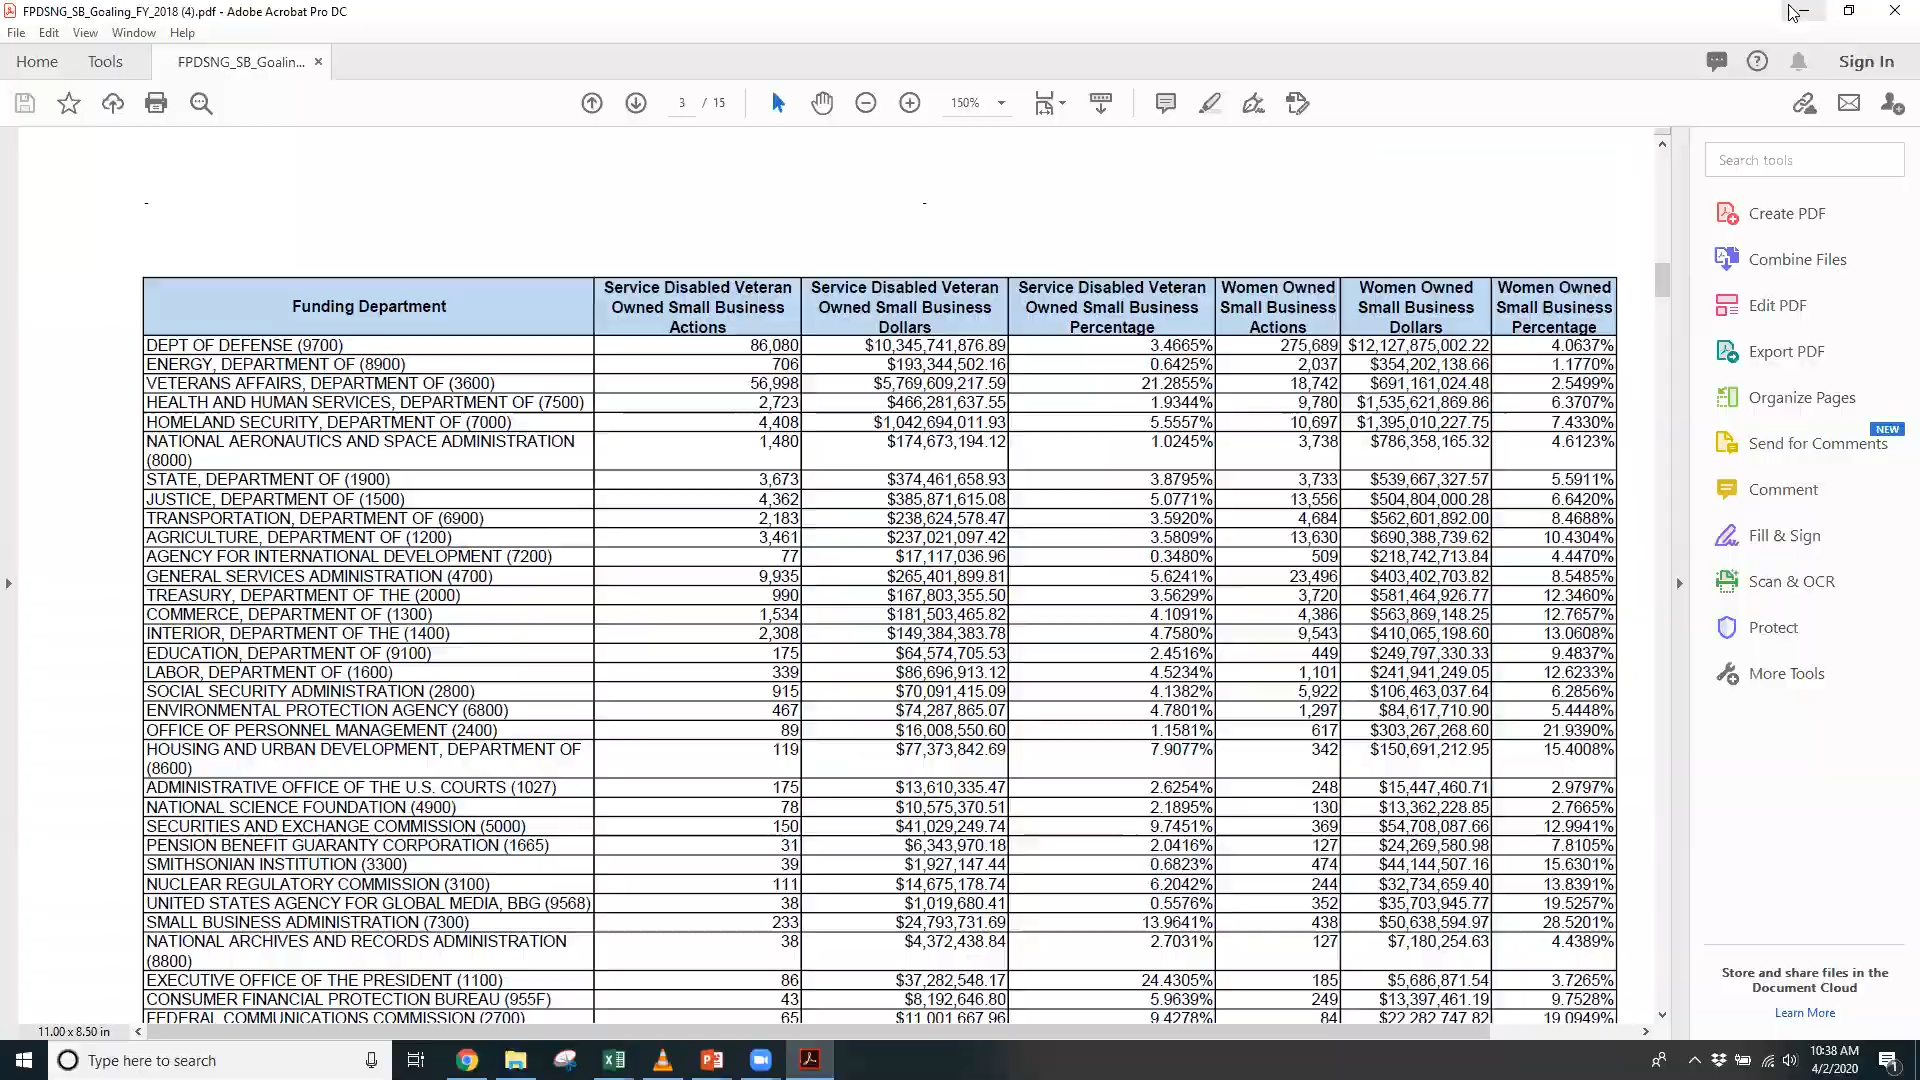 FPDSNG_SB_Goaling_FY_2018 (4).pdf - Adobe Acrobat Pro DC
File Edit View Window Help
Home Tools FPDSNG_SB_Goalin... × Sign In
3 / 15 150%
Search tools
Funding Department Service Disabled Veteran Owned Small Business Actions Service Disabled Veteran Owned Small Business Dollars Service Disabled Veteran Owned Small Business Percentage Women Owned Small Business Actions Women Owned Small Business Dollars Women Owned Small Business Percentage
DEPT OF DEFENSE (9700) 86,080 $10,345,741,876.89 3.4665% 275,689 $12,127,875,002.22 4.0637%
ENERGY, DEPARTMENT OF (8900) 706 $193,344,502.16 0.6425% 2,037 $354,202,138.66 1.1770%
VETERANS AFFAIRS, DEPARTMENT OF (3600) 56,998 $5,769,609,217.59 21.2855% 18,742 $691,161,024.48 2.5499%
HEALTH AND HUMAN SERVICES, DEPARTMENT OF (7500) 2,723 $466,281,637.55 1.9344% 9,780 $1,535,621,869.86 6.3707%
HOMELAND SECURITY, DEPARTMENT OF (7000) 4,408 $1,042,694,011.93 5.5557% 10,697 $1,395,010,227.75 7.4330%
NATIONAL AERONAUTICS AND SPACE ADMINISTRATION 1,480 $174,673,194.12 1.0245% 3,738 $786,358,165.32 4.6123%
(8000)
STATE, DEPARTMENT OF (1900) 3,673 $374,461,658.93 3.8795% 3,733 $539,667,327.57 5.5911%
JUSTICE, DEPARTMENT OF (1500) 4,362 $385,871,615.08 5.0771% 13,556 $504,804,000.28 6.6420%
TRANSPORTATION, DEPARTMENT OF (6900) 2,183 $238,624,578.47 3.5920% 4,684 $562,601,892.00 8.4688%
AGRICULTURE, DEPARTMENT OF (1200) 3,461 $237,021,097.42 3.5809% 13,630 $690,388,739.62 10.4304%
AGENCY FOR INTERNATIONAL DEVELOPMENT (7200) 77 $17,117,036.96 0.3480% 509 $218,742,713.84 4.4470%
GENERAL SERVICES ADMINISTRATION (4700) 9,935 $265,401,899.81 5.6241% 23,496 $403,402,703.82 8.5485%
TREASURY, DEPARTMENT OF THE (2000) 990 $167,803,355.50 3.5629% 3,720 $581,464,926.77 12.3460%
COMMERCE, DEPARTMENT OF (1300) 1,534 $181,503,465.82 4.1091% 4,386 $563,869,148.25 12.7657%
INTERIOR, DEPARTMENT OF THE (1400) 2,308 $149,384,383.78 4.7580% 9,543 $410,065,198.60 13.0608%
EDUCATION, DEPARTMENT OF (9100) 175 $64,574,705.53 2.4516% 449 $249,797,330.33 9.4837%
LABOR, DEPARTMENT OF (1600) 339 $86,696,913.12 4.5234% 1,101 $241,941,249.05 12.6233%
SOCIAL SECURITY ADMINISTRATION (2800) 915 $70,091,415.09 4.1382% 5,922 $106,463,037.64 6.2856%
ENVIRONMENTAL PROTECTION AGENCY (6800) 467 $74,287,865.07 4.7801% 1,297 $84,617,710.90 5.4448%
OFFICE OF PERSONNEL MANAGEMENT (2400) 89 $16,008,550.60 1.1581% 617 $303,267,268.60 21.9390%
HOUSING AND URBAN DEVELOPMENT, DEPARTMENT OF 119 $77,373,842.69 7.9077% 342 $150,691,212.95 15.4008%
(8600)
ADMINISTRATIVE OFFICE OF THE U.S. COURTS (1027) 175 $13,610,335.47 2.6254% 248 $15,447,460.71 2.9797%
NATIONAL SCIENCE FOUNDATION (4900) 78 $10,575,370.51 2.1895% 130 $13,362,228.85 2.7665%
SECURITIES AND EXCHANGE COMMISSION (5000) 150 $41,029,249.74 9.7451% 369 $54,708,087.66 12.9941%
PENSION BENEFIT GUARANTY CORPORATION (1665) 31 $6,343,970.18 2.0416% 127 $24,269,580.98 7.8105%
SMITHSONIAN INSTITUTION (3300) 39 $1,927,147.44 0.6823% 474 $44,144,507.16 15.6301%
NUCLEAR REGULATORY COMMISSION (3100) 111 $14,675,178.74 6.2042% 244 $32,734,659.40 13.8391%
UNITED STATES AGENCY FOR GLOBAL MEDIA, BBG (9568) 38 $1,019,680.41 0.5576% 352 $35,703,945.77 19.5257%
SMALL BUSINESS ADMINISTRATION (7300) 233 $24,793,731.69 13.9641% 438 $50,638,594.97 28.5201%
NATIONAL ARCHIVES AND RECORDS ADMINISTRATION 38 $4,372,438.84 2.7031% 127 $7,180,254.63 4.4389%
(8800)
EXECUTIVE OFFICE OF THE PRESIDENT (1100) 86 $37,282,548.17 24.4305% 185 $5,686,871.54 3.7265%
CONSUMER FINANCIAL PROTECTION BUREAU (955F) 43 $8,192,646.80 5.9639% 249 $13,397,461.19 9.7528%
FEDERAL COMMUNICATIONS COMMISSION (2700) 65 $11,001,667.96 9.4278% 84 $22,282,747.82 19.0949%
Create PDF
Combine Files
Edit PDF
Export PDF
Organize Pages
NEW
Send for Comments
Comment
Fill & Sign
Scan & OCR
Protect
More Tools
Store and share files in the
Document Cloud
Learn More
11.00 x 8.50 in
Type here to search
10:38 AM
4/2/2020
1